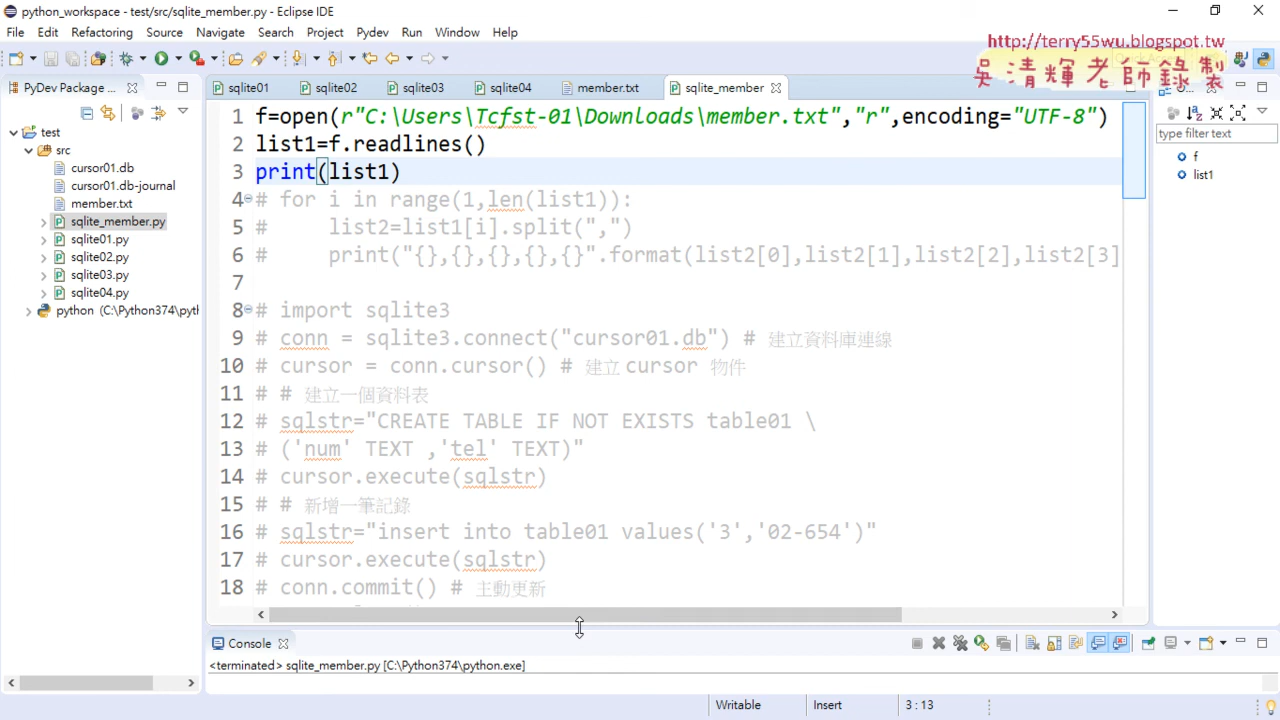 python_workspace - test/src/sqlite_member.py - Eclipse IDE
File Edit Refactoring Source Navigate Search Project Pydev Run Window Help
http://terry55wu.blogspot.tw
吳清輝老師錄製
PyDev Package ...
sqlite01 sqlite02 sqlite03 sqlite04 member.txt sqlite_member
type filter text
f
list1
test
src
cursor01.db
cursor01.db-journal
member.txt
sqlite_member.py
sqlite01.py
sqlite02.py
sqlite03.py
sqlite04.py
python (C:\Python374\pyth
1 f=open(r"C:\Users\Tcfst-01\Downloads\member.txt","r",encoding="UTF-8")
2 list1=f.readlines()
3 print(list1)
4 # for i in range(1,len(list1)):
5 # list2=list1[i].split(",")
6 # print("{},{},{},{},{}".format(list2[0],list2[1],list2[2],list2[3]
7
8 # import sqlite3
9 # conn = sqlite3.connect("cursor01.db") # 建立資料庫連線
10 # cursor = conn.cursor() # 建立 cursor 物件
11 # # 建立一個資料表
12 # sqlstr="CREATE TABLE IF NOT EXISTS table01 \
13 # ('num' TEXT ,'tel' TEXT)"
14 # cursor.execute(sqlstr)
15 # # 新增一筆記錄
16 # sqlstr="insert into table01 values('3','02-654')"
17 # cursor.execute(sqlstr)
18 # conn.commit() # 主動更新
Console
<terminated> sqlite_member.py [C:\Python374\python.exe]
Writable Insert 3 : 13